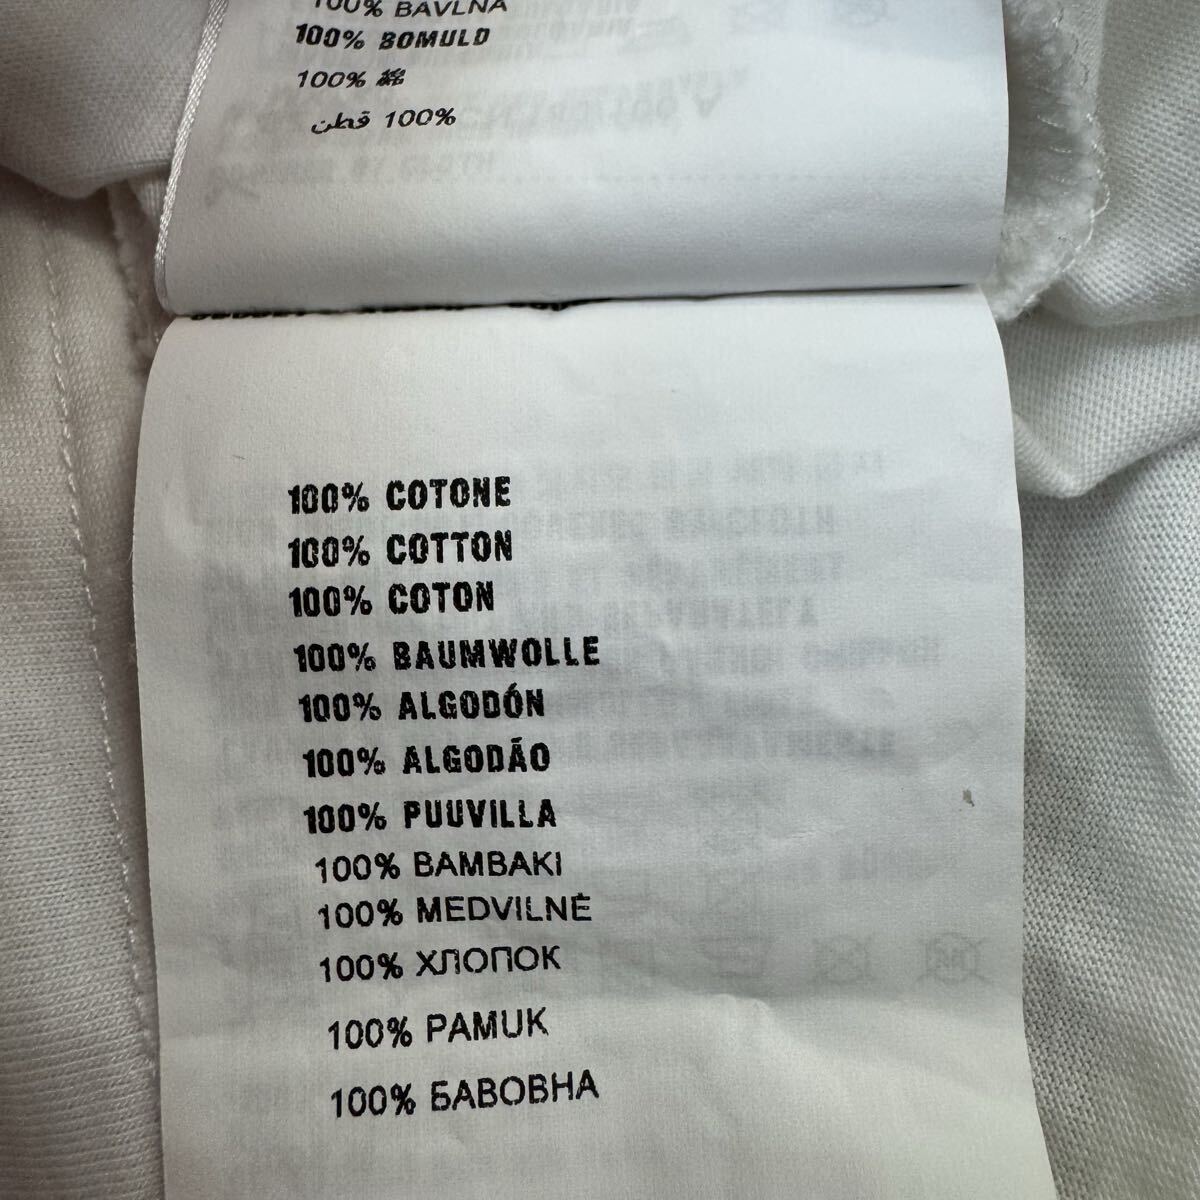 100% BAVLNA
100% BOMULD
100% 綿
100% قطن
100% COTONE
100% COTTON
100% COTON
100% BAUMWOLLE
100% ALGODÓN
100% ALGODÃO
100% PUUVILLA
100% BAMBAKI
100% MEDVILNĖ
100% ХЛОПОК
100% PAMUK
100% БАВОВНА